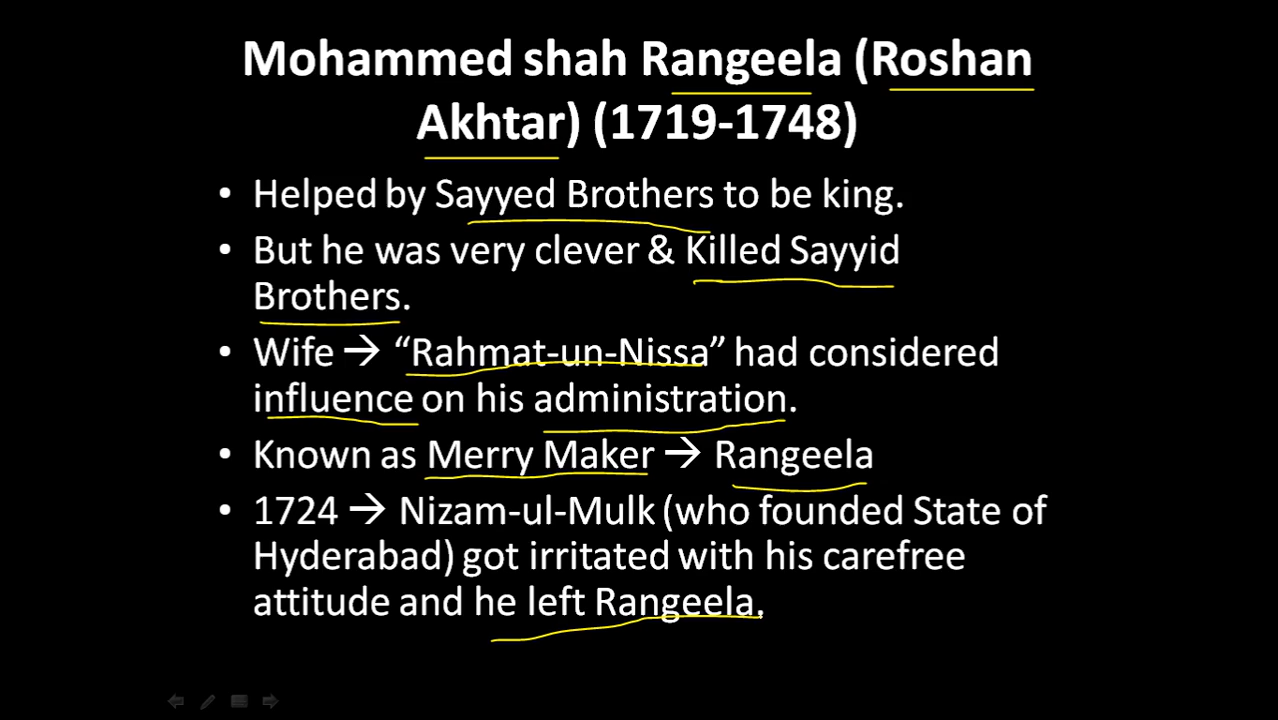 Mohammed shah Rangeela (Roshan
Akhtar) (1719-1748)
• Helped by Sayyed Brothers to be king.
• But he was very clever & Killed Sayyid
Brothers.
• Wife → “Rahmat-un-Nissa” had considered
influence on his administration.
• Known as Merry Maker → Rangeela
• 1724 → Nizam-ul-Mulk (who founded State of
Hyderabad) got irritated with his carefree
attitude and he left Rangeela.